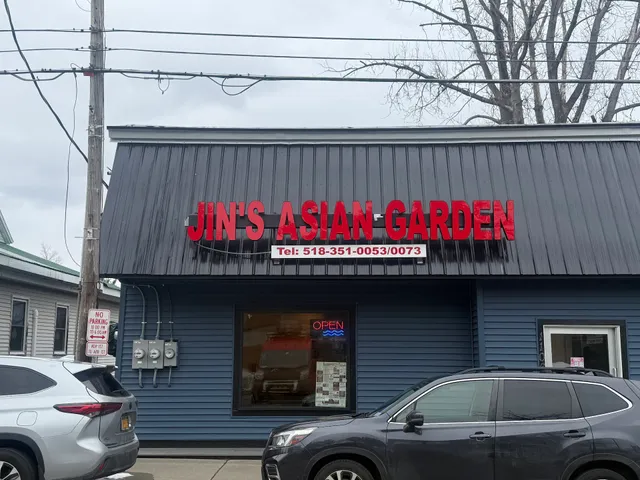 JIN'S ASIAN GARDEN
Tel: 518-351-0053/0073
OPEN
NO
PARKING